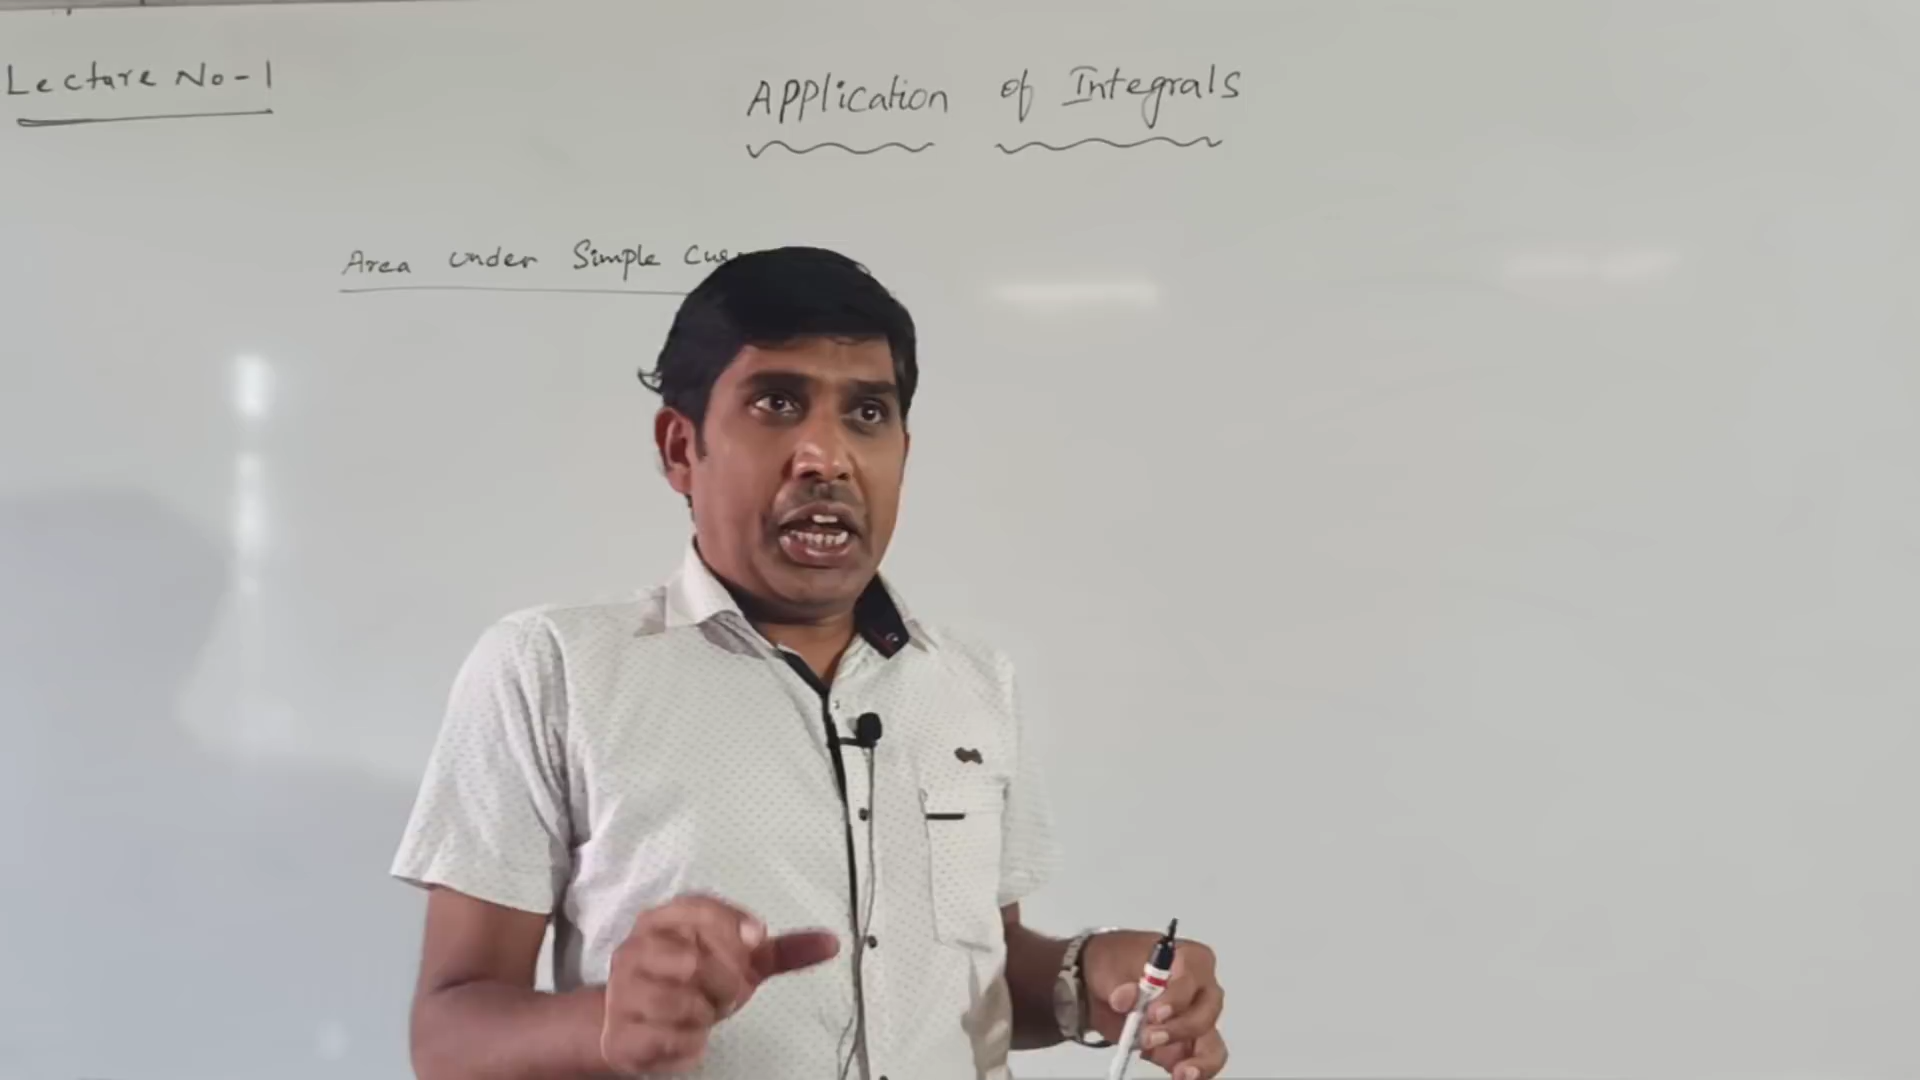 Lecture No-1
Application of Integrals
Area under Simple